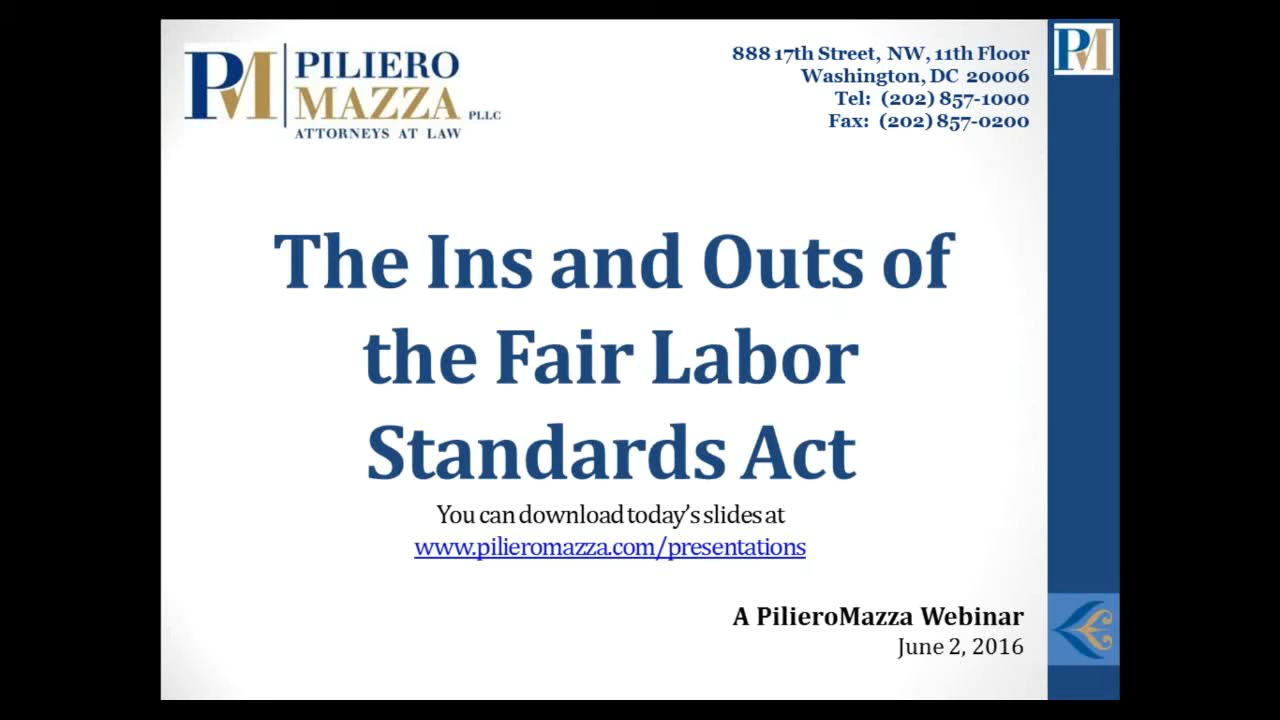 PM PILIERO
MAZZA PLLC
ATTORNEYS AT LAW
888 17th Street, NW, 11th Floor
Washington, DC 20006
Tel: (202) 857-1000
Fax: (202) 857-0200
PM
The Ins and Outs of
the Fair Labor
Standards Act
You can download today's slides at
www.pilieromazza.com/presentations
A PilieroMazza Webinar
June 2, 2016